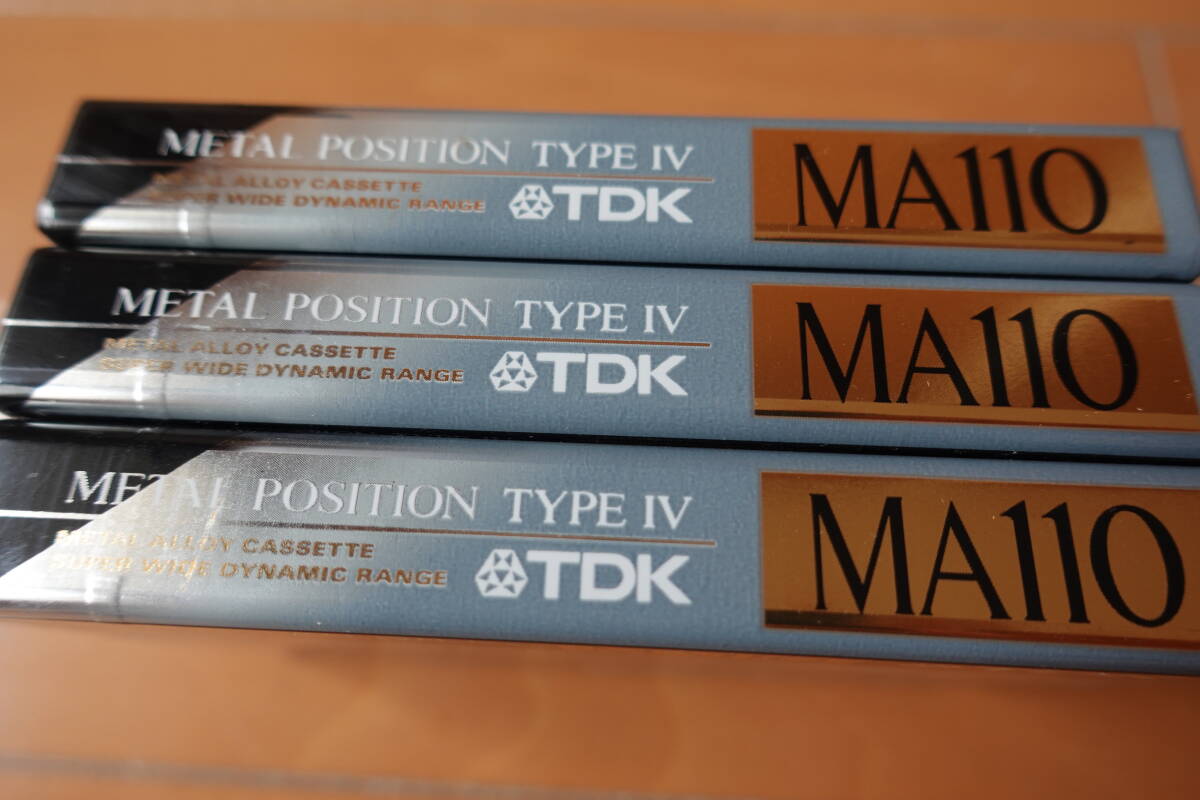 METAL POSITION TYPE IV
METAL ALLOY CASSETTE
SUPER WIDE DYNAMIC RANGE
TDK
MA110
METAL POSITION TYPE IV
METAL ALLOY CASSETTE
SUPER WIDE DYNAMIC RANGE
TDK
MA110
METAL POSITION TYPE IV
METAL ALLOY CASSETTE
SUPER WIDE DYNAMIC RANGE
TDK
MA110